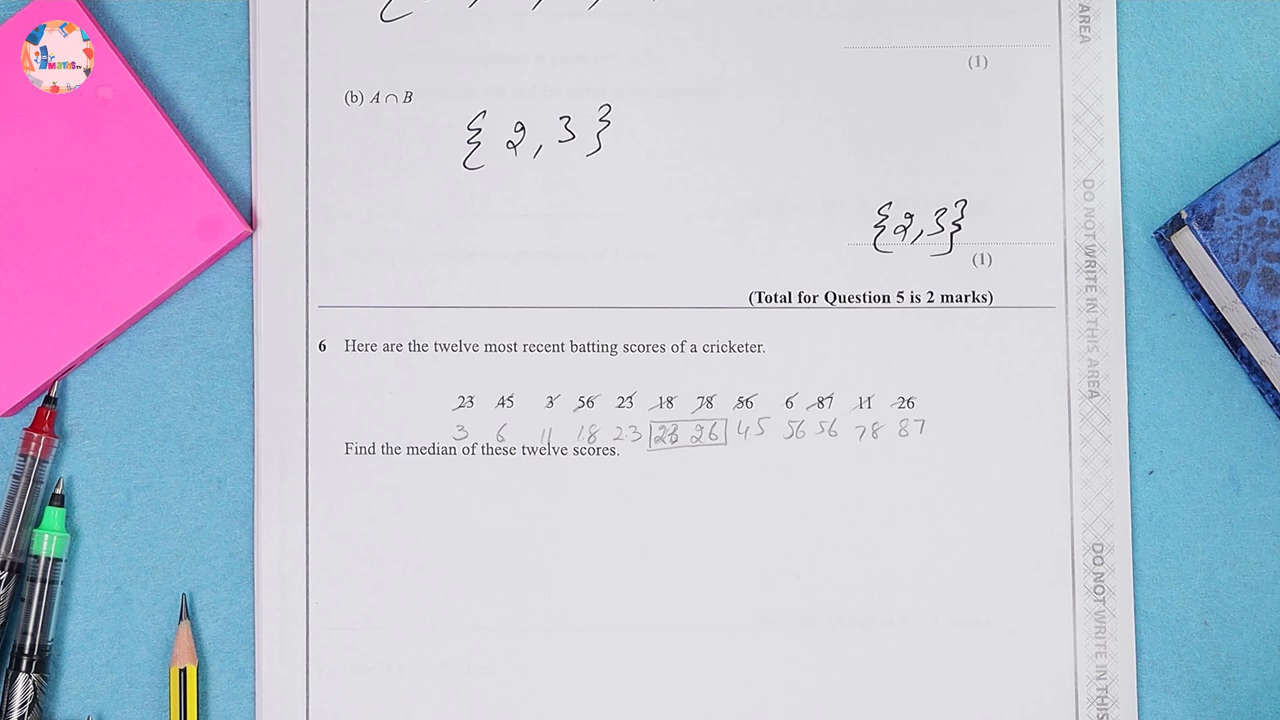 AREA
(1)
(b) A ∩ B
{ 2, 3 }
{2,3}
(1)
(Total for Question 5 is 2 marks)
DO NOT WRITE IN THIS AREA
6 Here are the twelve most recent batting scores of a cricketer.
23 45 3 56 23 18 78 56 6 87 11 26
3 6 11 18 23 23 26 45 56 56 78 87
Find the median of these twelve scores.
DO NOT WRITE IN THIS
MATHS